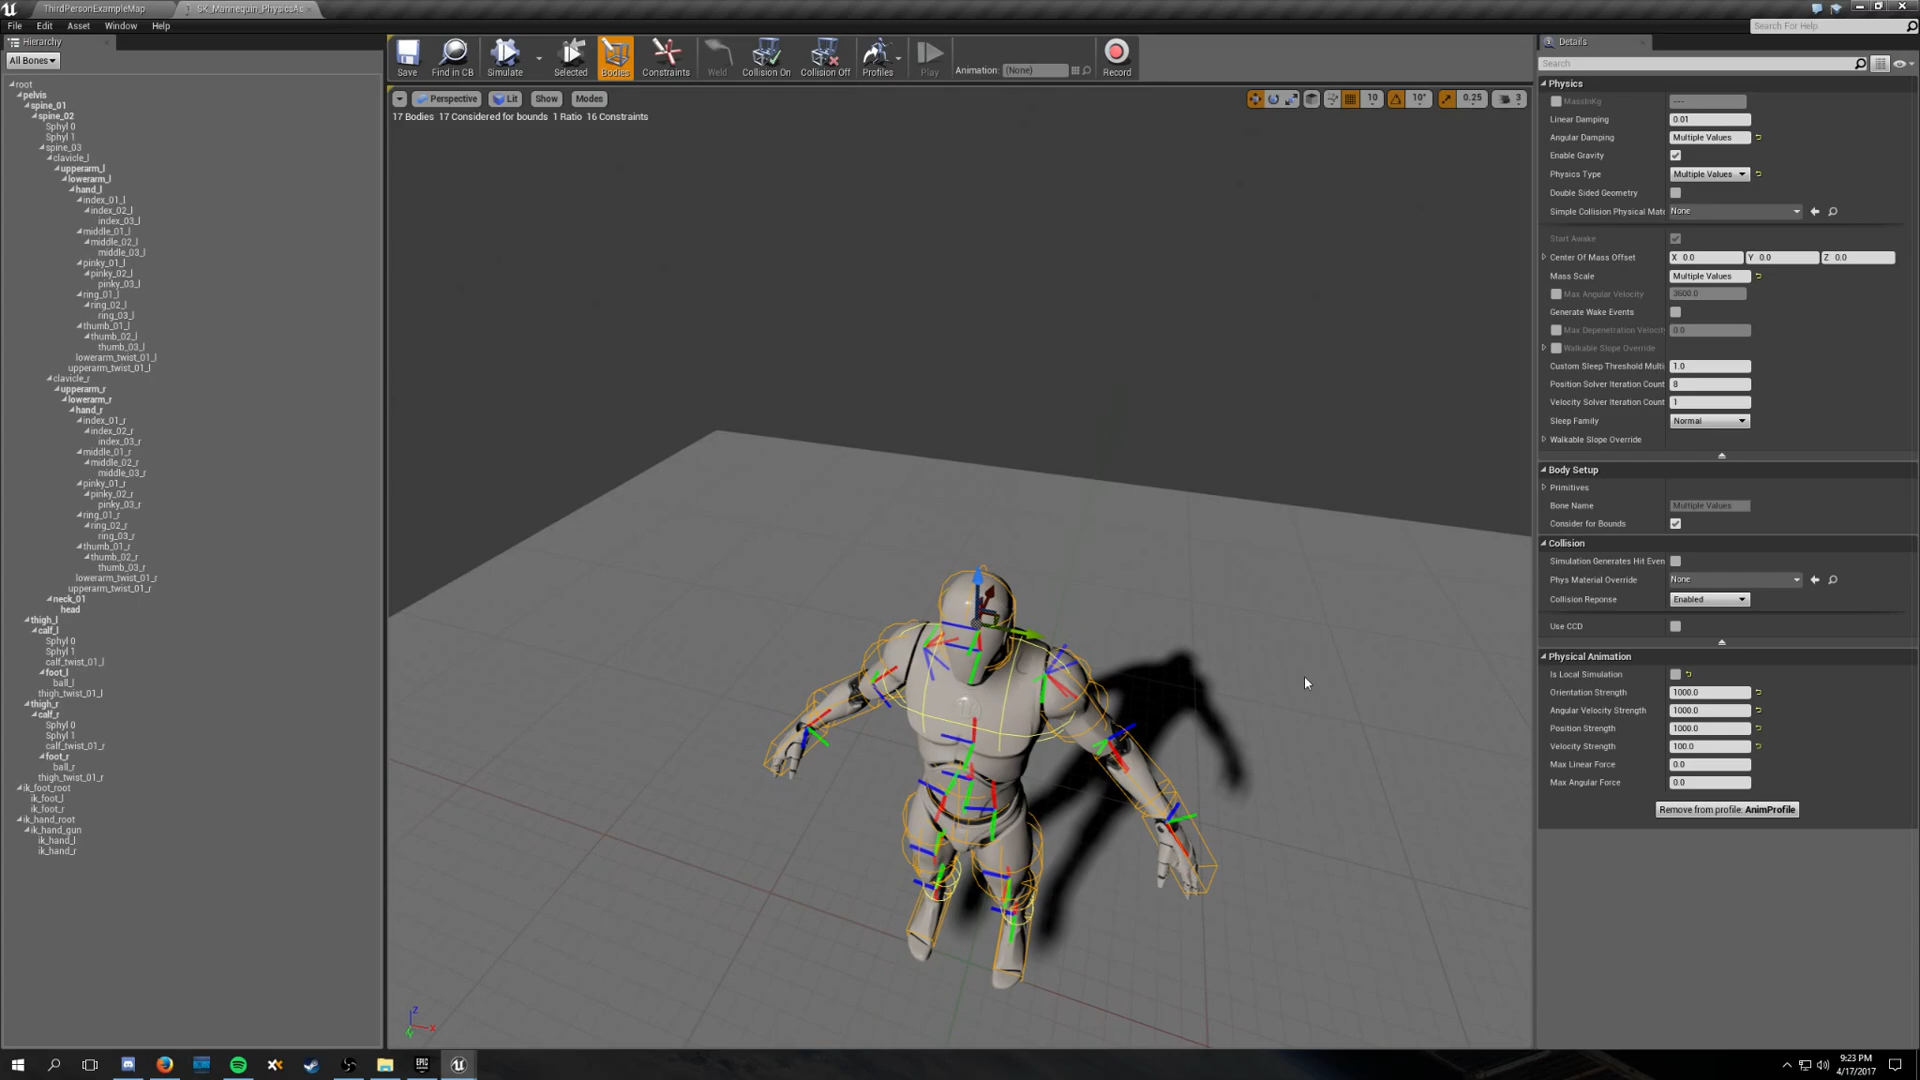 ThirdPersonExampleMap
SK_Mannequin_PhysicsAs
File Edit Asset Window Help
Search For Help
Hierarchy
All Bones
root
pelvis
spine_01
spine_02
Sphyl 0
Sphyl 1
spine_03
clavicle_l
upperarm_l
lowerarm_l
hand_l
index_01_l
index_02_l
index_03_l
middle_01_l
middle_02_l
middle_03_l
pinky_01_l
pinky_02_l
pinky_03_l
ring_01_l
ring_02_l
ring_03_l
thumb_01_l
thumb_02_l
thumb_03_l
lowerarm_twist_01_l
upperarm_twist_01_l
clavicle_r
upperarm_r
lowerarm_r
hand_r
index_01_r
index_02_r
index_03_r
middle_01_r
middle_02_r
middle_03_r
pinky_01_r
pinky_02_r
pinky_03_r
ring_01_r
ring_02_r
ring_03_r
thumb_01_r
thumb_02_r
thumb_03_r
lowerarm_twist_01_r
upperarm_twist_01_r
neck_01
head
thigh_l
calf_l
Sphyl 0
Sphyl 1
calf_twist_01_l
foot_l
ball_l
thigh_twist_01_l
thigh_r
calf_r
Sphyl 0
Sphyl 1
calf_twist_01_r
foot_r
ball_r
thigh_twist_01_r
ik_foot_root
ik_foot_l
ik_foot_r
ik_hand_root
ik_hand_gun
ik_hand_l
ik_hand_r
Save Find in CB Simulate Selected Bodies Constraints Weld Collision On Collision Off Profiles Play Animation: (None) Record
Perspective Lit Show Modes 10 10° 0.25 3
17 Bodies 17 Considered for bounds 1 Ratio 16 Constraints
Z X
Details
Search
Physics
MassInKg ---
Linear Damping 0.01
Angular Damping Multiple Values
Enable Gravity
Physics Type Multiple Values
Double Sided Geometry
Simple Collision Physical Mate None
Start Awake
Center Of Mass Offset X 0.0 Y 0.0 Z 0.0
Mass Scale Multiple Values
Max Angular Velocity 3600.0
Generate Wake Events
Max Depenetration Velocity 0.0
Walkable Slope Override
Custom Sleep Threshold Multi 1.0
Position Solver Iteration Count 8
Velocity Solver Iteration Count 1
Sleep Family Normal
Walkable Slope Override
Body Setup
Primitives
Bone Name Multiple Values
Consider for Bounds
Collision
Simulation Generates Hit Even
Phys Material Override None
Collision Reponse Enabled
Use CCD
Physical Animation
Is Local Simulation
Orientation Strength 1000.0
Angular Velocity Strength 1000.0
Position Strength 1000.0
Velocity Strength 100.0
Max Linear Force 0.0
Max Angular Force 0.0
Remove from profile: AnimProfile
EPIC
9:23 PM
4/17/2017